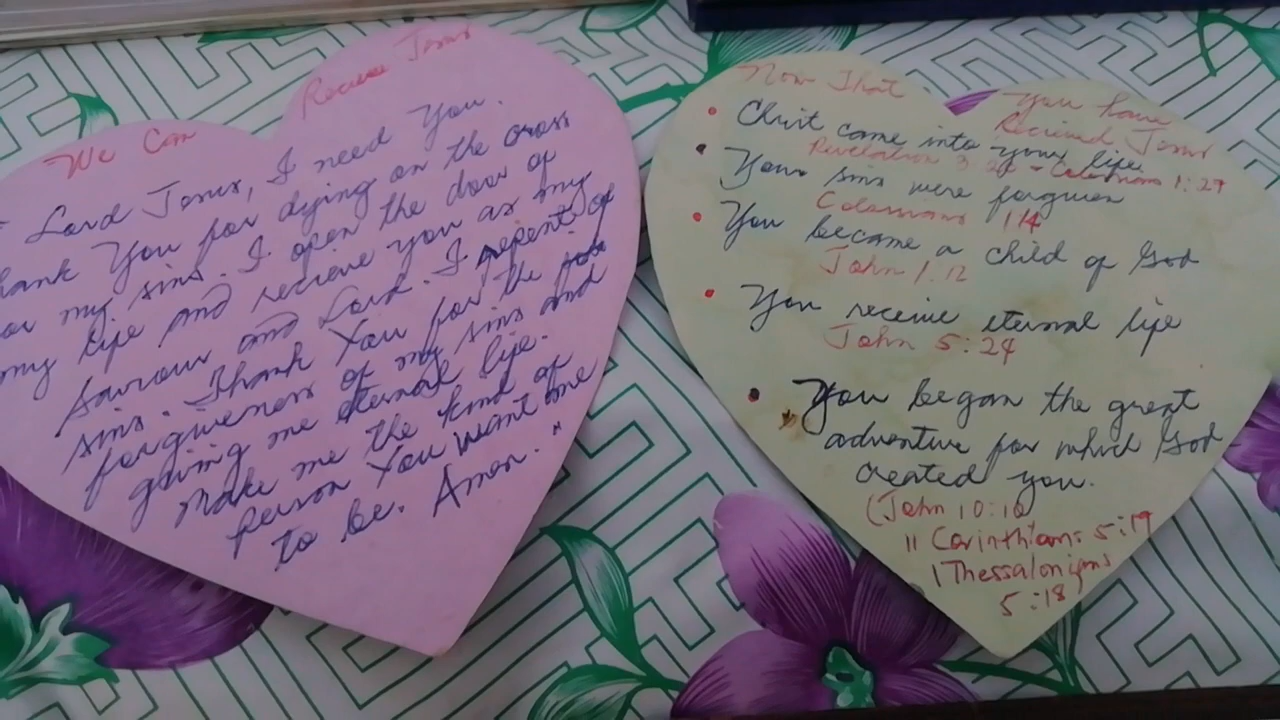 We Can
Receive Jesus
Lord Jesus, I need You.
Thank You for dying on the cross
for my sins. I open the door of
my life and recieve you as my
Saviour and Lord. I repent of
sins. Thank You for the
forgiveness of my sins and
giving me eternal life.
Make me the kind of
person You want me
to be. Amen."
Now That
You have
Recieved Jesus
• Christ came into your life
Revelation 3:20 - Colossians 1:27
• Your sins were forgiven
Colossians 1:14
• You became a child of God
John 1:12
• You receive eternal life
John 5:24
• You began the great
adventure for which God
created you.
(John 10:10
II Corinthians 5:17
1 Thessalonians
5:18)